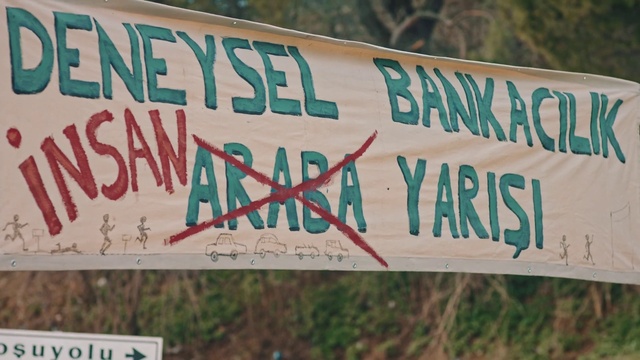 DENEYSEL BANKACILIK
İNSAN ARABA YARIŞI
oşuyolu